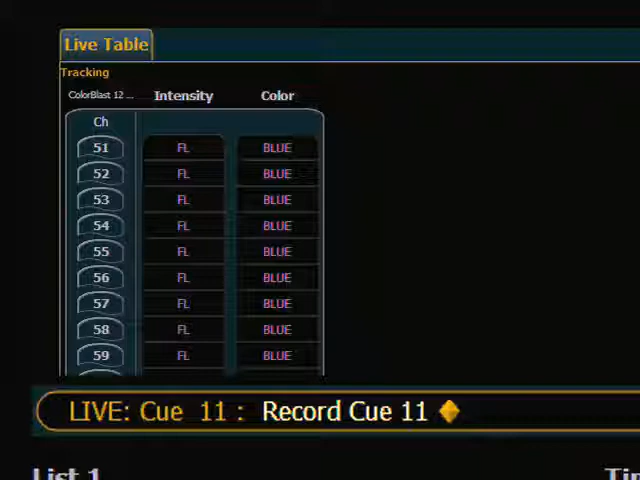 Live Table
Tracking
ColorBlast 12 ... Intensity Color
Ch
51 FL BLUE
52 FL BLUE
53 FL BLUE
54 FL BLUE
55 FL BLUE
56 FL BLUE
57 FL BLUE
58 FL BLUE
59 FL BLUE
LIVE: Cue 11 : Record Cue 11
List 1